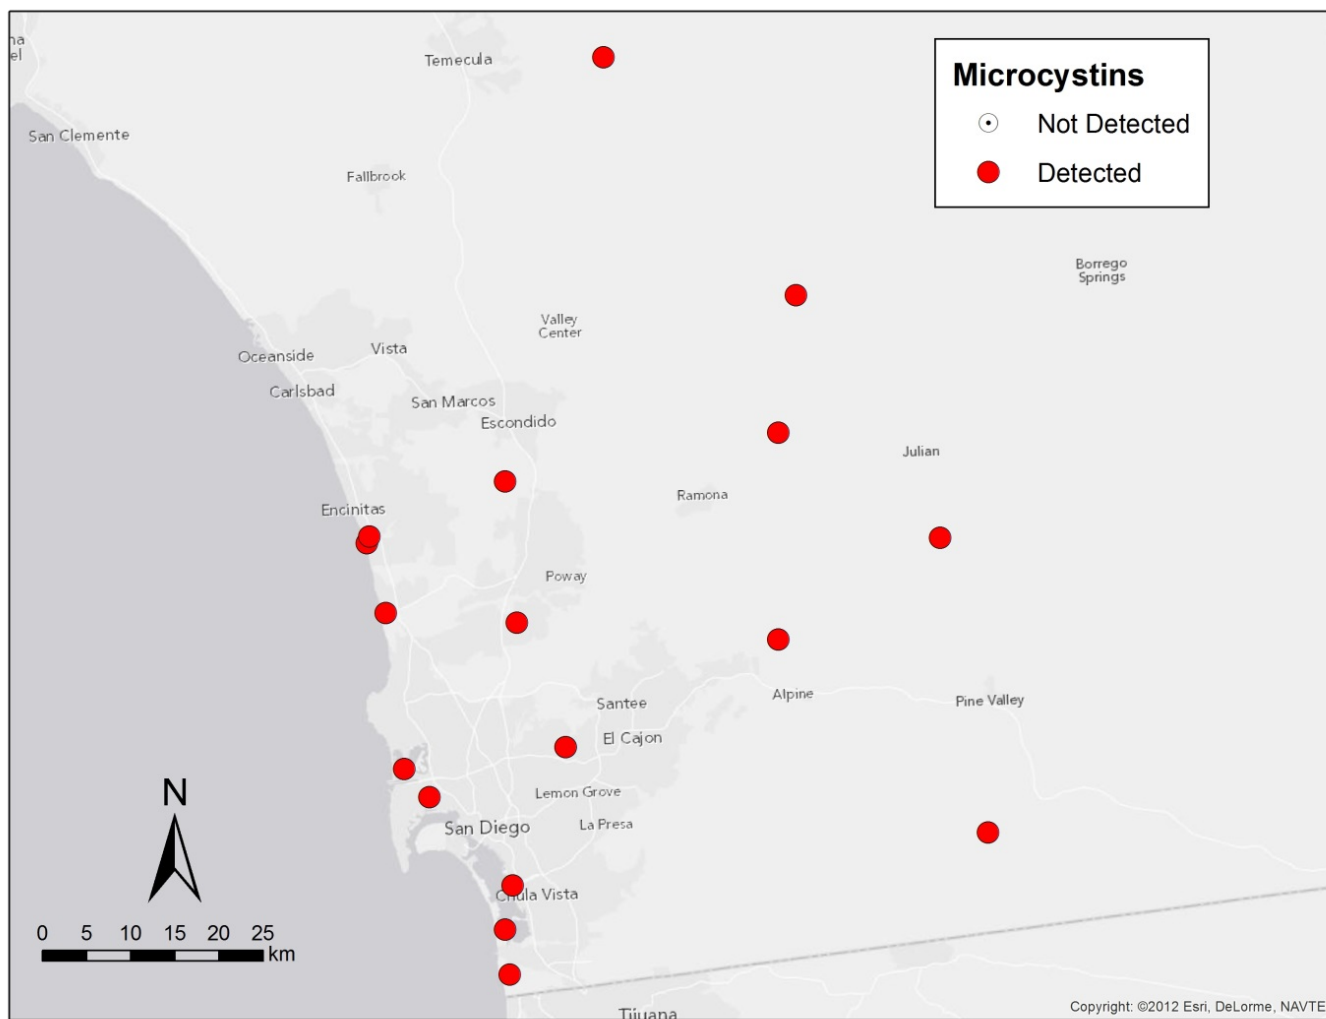 na
el
Temecula
Microcystins
Not Detected
Detected
San Clemente
Fallbrook
Borrego
Springs
Valley
Center
Oceanside
Vista
Carlsbad
San Marcos
Escondido
Julian
Ramona
Encinitas
Poway
Alpine
Pine Valley
Santee
El Cajon
N
Lemon Grove
San Diego
La Presa
Chula Vista
0 5 10 15 20 25
km
Copyright: ©2012 Esri, DeLorme, NAVTE
Tijuana